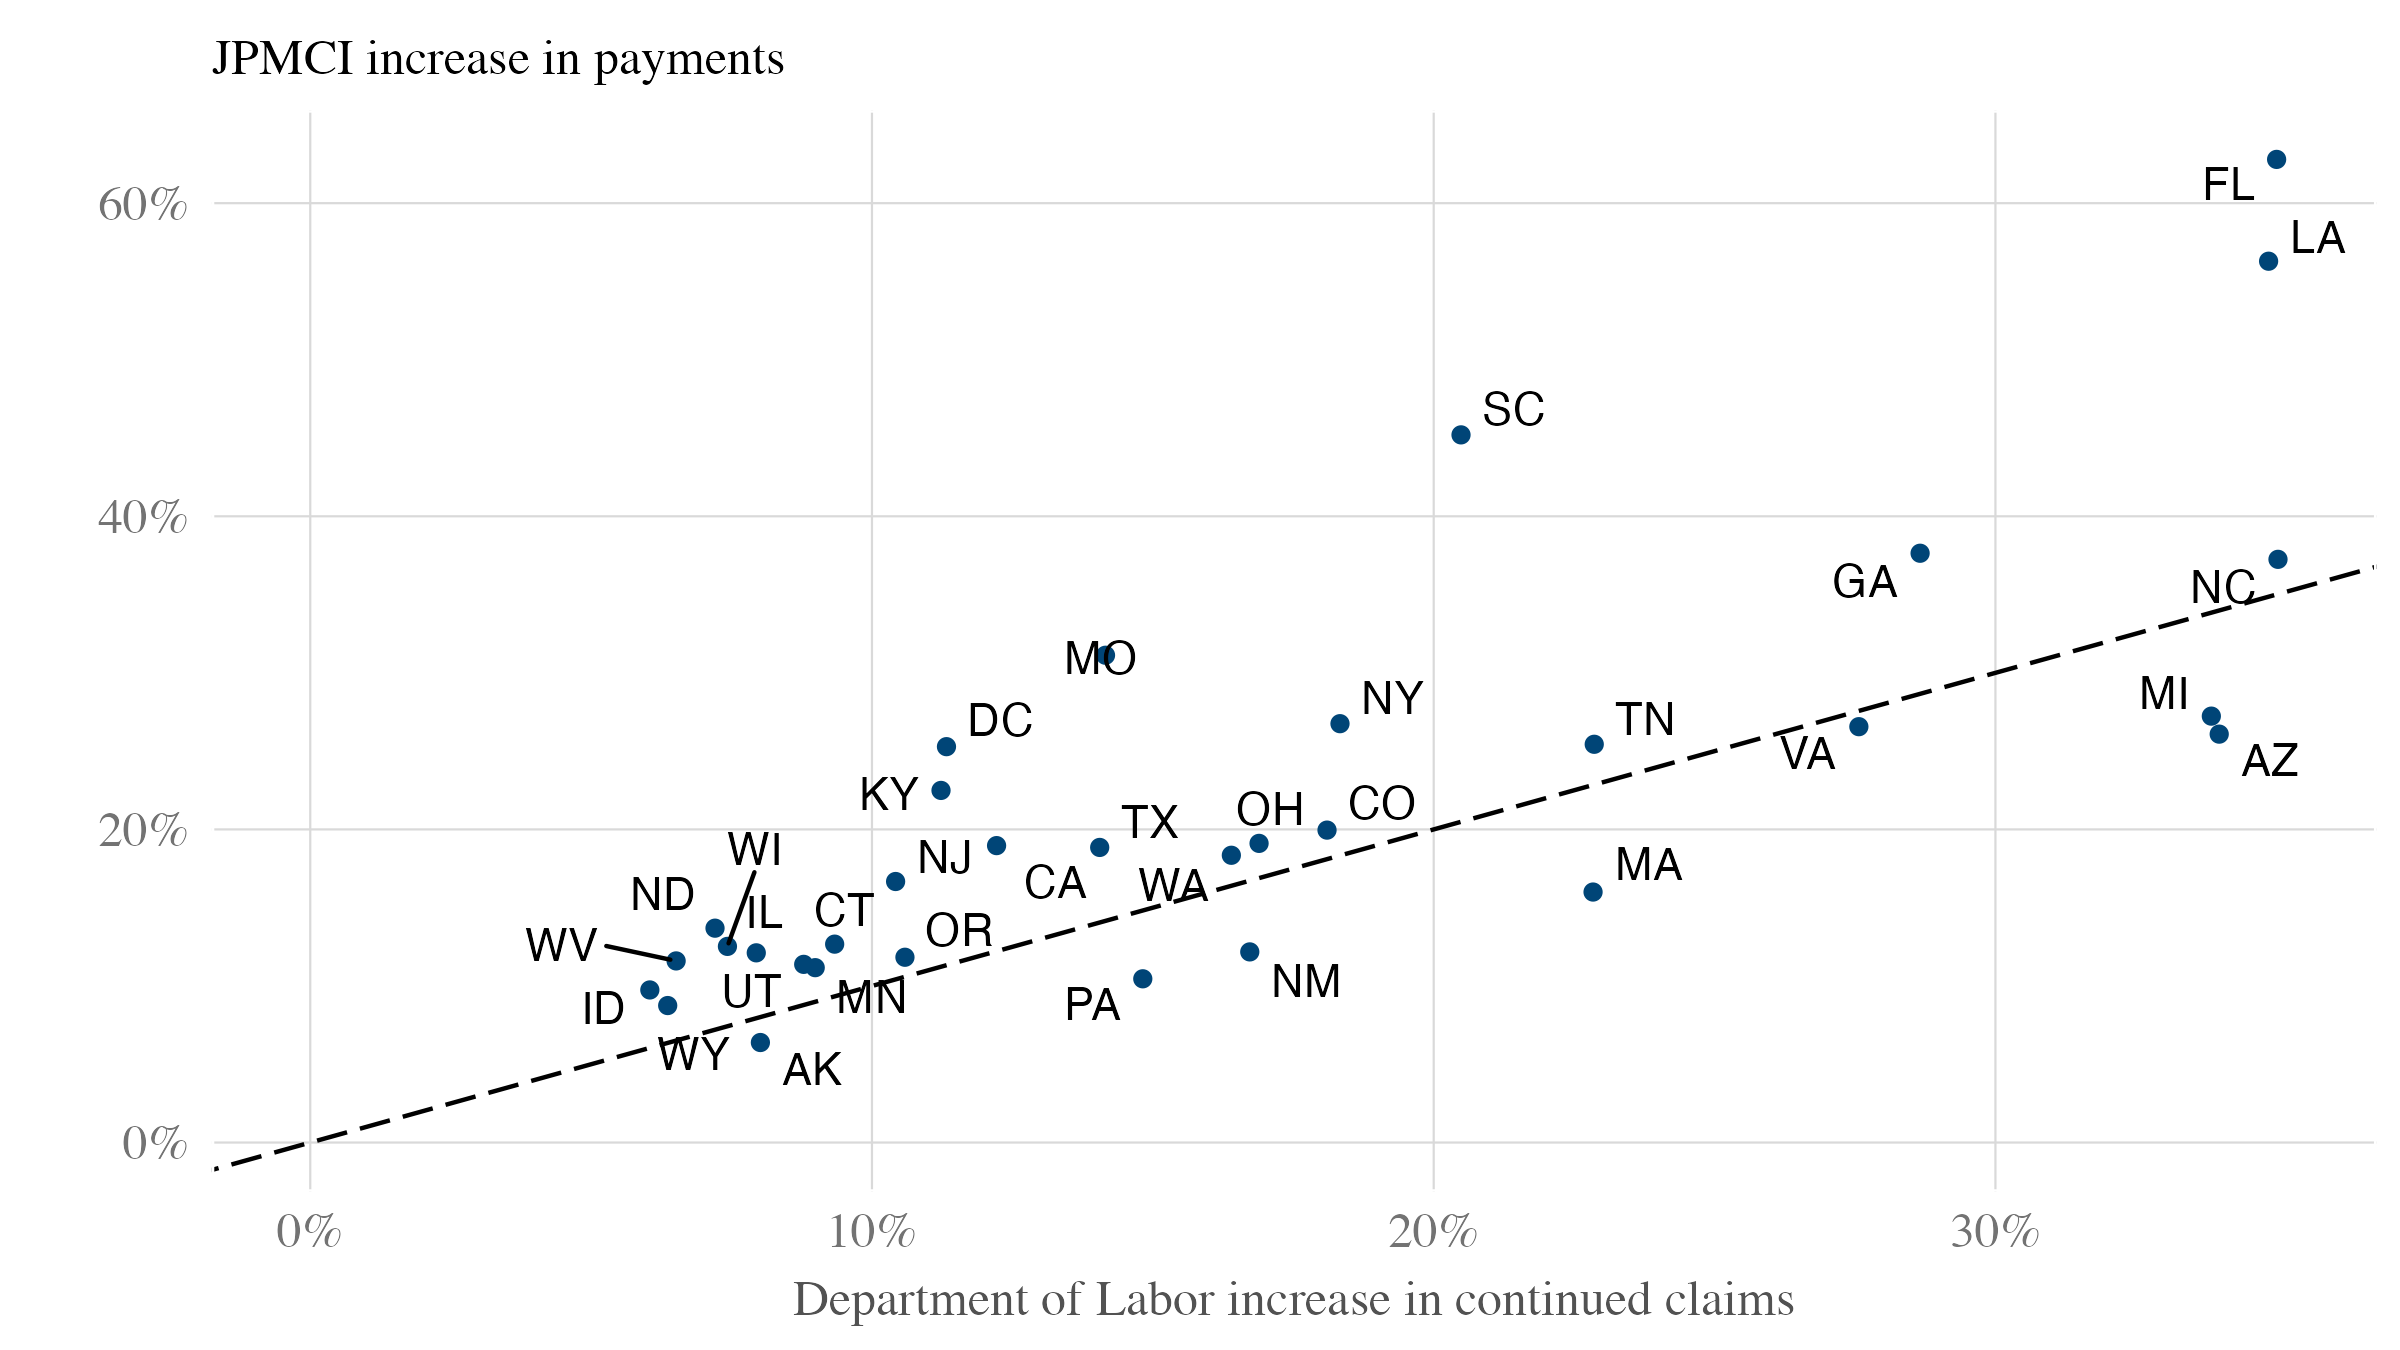 JPMCI increase in payments
60%
40%
20%
0%
FL
LA
SC
GA
NC
MO
MI
NY
DC
TN
VA
AZ
KY
CO
OH
TX
WI
NJ
MA
CA
WA
ND
IL
CT
OR
WV
NM
UT
MN
PA
ID
WY
AK
0% 10% 20% 30%
Department of Labor increase in continued claims